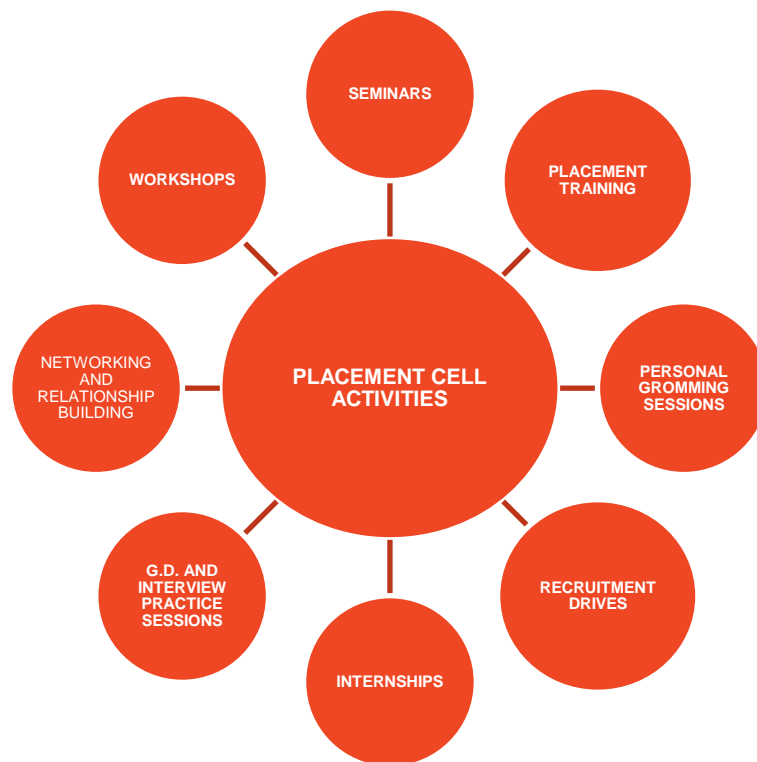 SEMINARS
PLACEMENT
TRAINING
PERSONAL
GROMMING
SESSIONS
RECRUITMENT
DRIVES
INTERNSHIPS
G.D. AND
INTERVIEW
PRACTICE
SESSIONS
NETWORKING
AND
RELATIONSHIP
BUILDING
WORKSHOPS
PLACEMENT CELL
ACTIVITIES